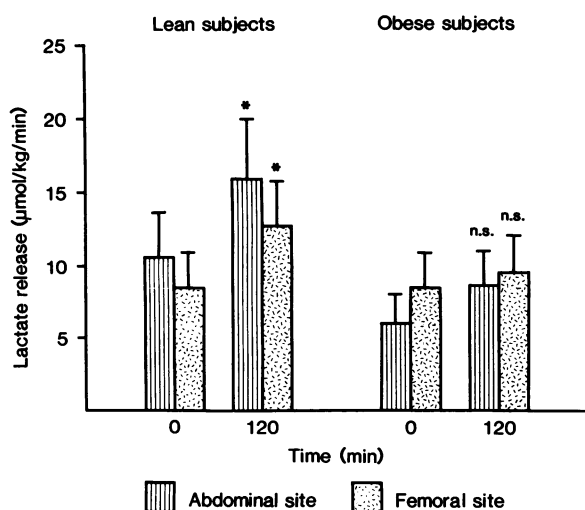 Lean subjects Obese subjects
25
20
15
10
5
Lactate release (µmol/kg/min)
* *
n.s. n.s.
0 120 0 120
Time (min)
Abdominal site Femoral site